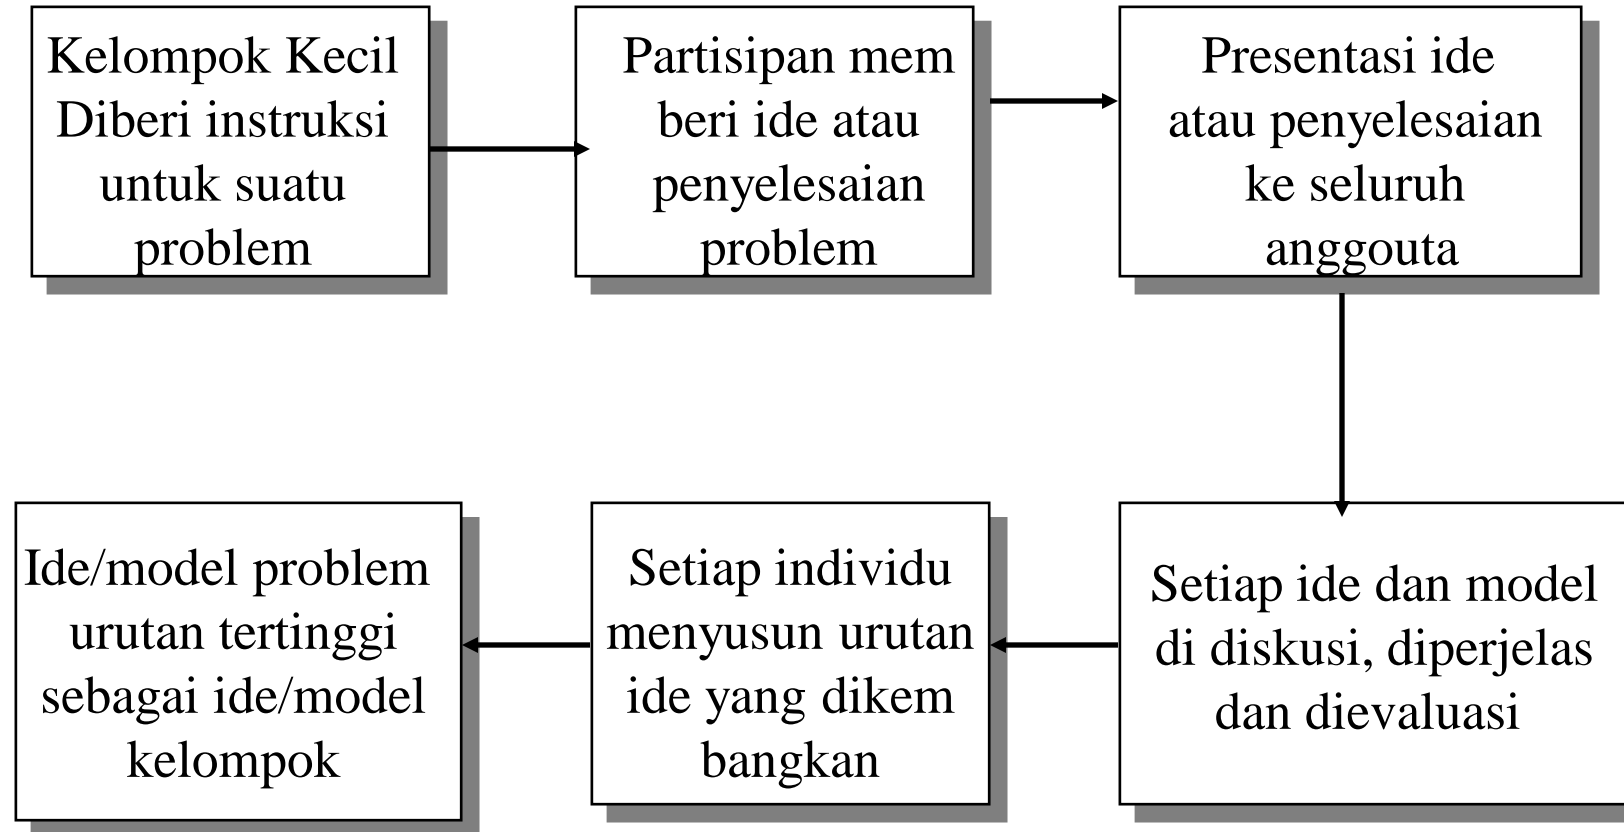 Kelompok Kecil
Diberi instruksi
untuk suatu
problem
Partisipan mem
beri ide atau
penyelesaian
problem
Presentasi ide
atau penyelesaian
ke seluruh
anggouta
Setiap ide dan model
di diskusi, diperjelas
dan dievaluasi
Setiap individu
menyusun urutan
ide yang dikem
bangkan
Ide/model problem
urutan tertinggi
sebagai ide/model
kelompok